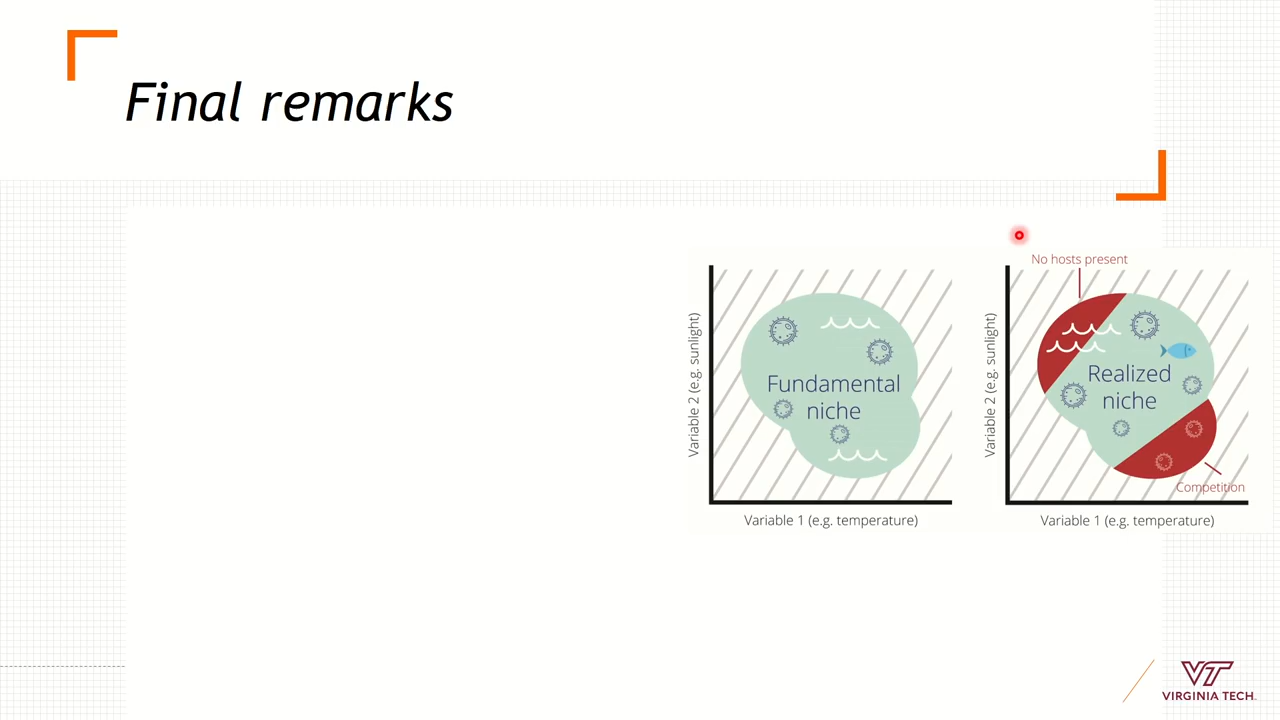 Final remarks
Variable 2 (e.g. sunlight)
Fundamental
niche
Variable 1 (e.g. temperature)
No hosts present
Variable 2 (e.g. sunlight)
Realized
niche
Competition
Variable 1 (e.g. temperature)
VT
VIRGINIA TECH